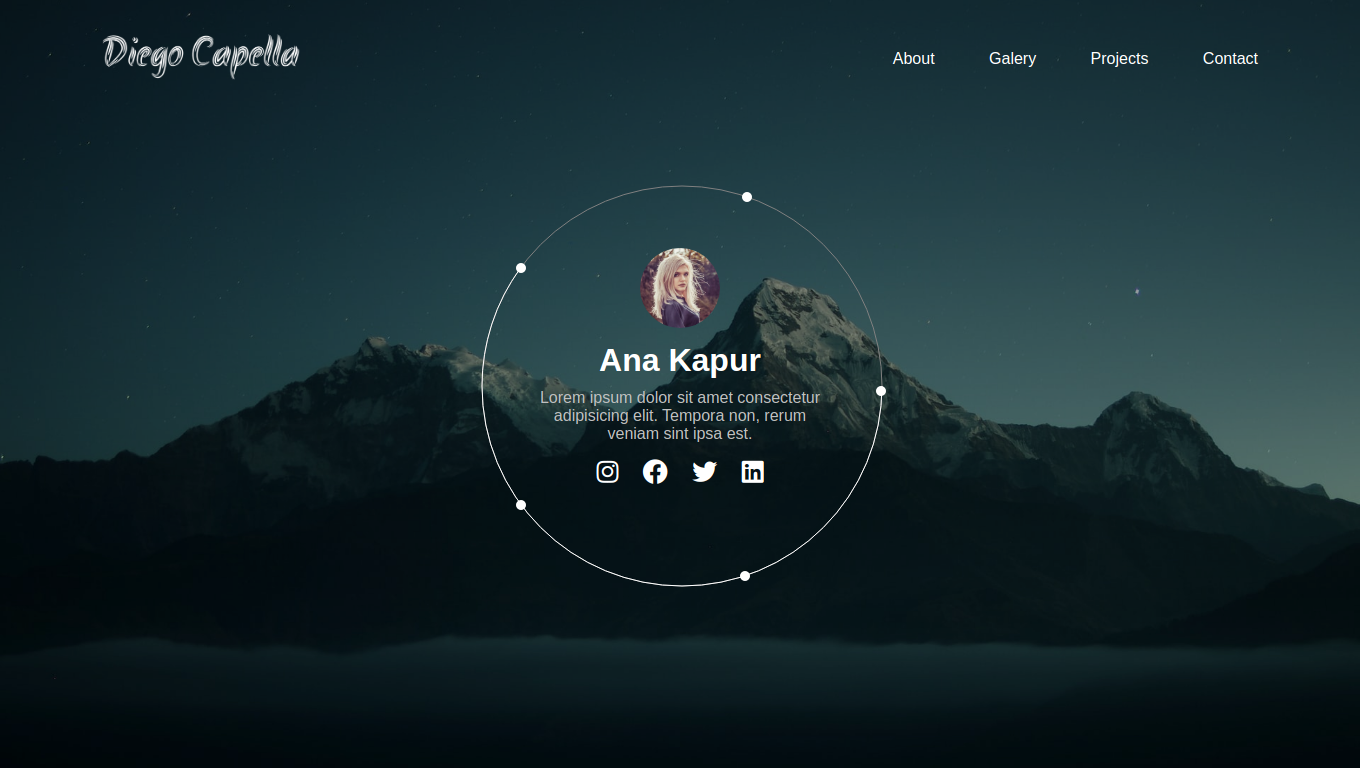 Diego Capella
About Galery Projects Contact
Ana Kapur
Lorem ipsum dolor sit amet consectetur
adipisicing elit. Tempora non, rerum
veniam sint ipsa est.